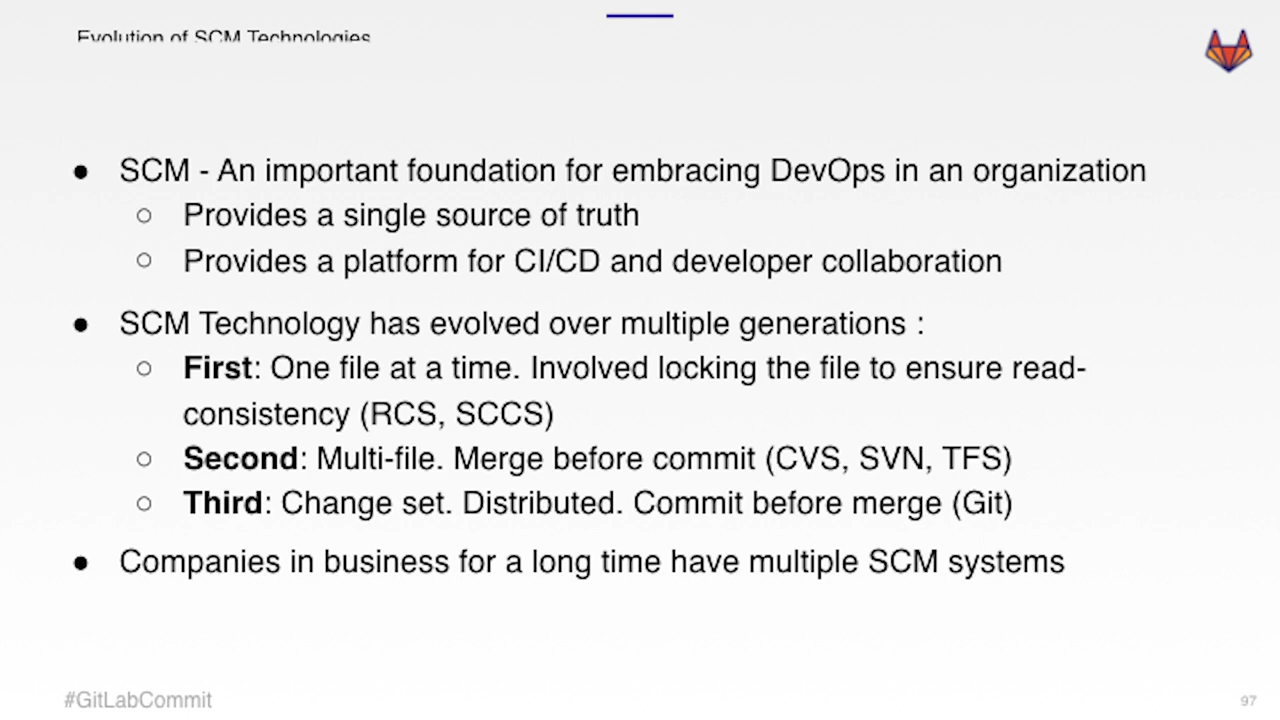 Evolution of SCM Technologies
● SCM - An important foundation for embracing DevOps in an organization
○ Provides a single source of truth
○ Provides a platform for CI/CD and developer collaboration
● SCM Technology has evolved over multiple generations :
○ First: One file at a time. Involved locking the file to ensure read-
consistency (RCS, SCCS)
○ Second: Multi-file. Merge before commit (CVS, SVN, TFS)
○ Third: Change set. Distributed. Commit before merge (Git)
● Companies in business for a long time have multiple SCM systems
#GitLabCommit
97